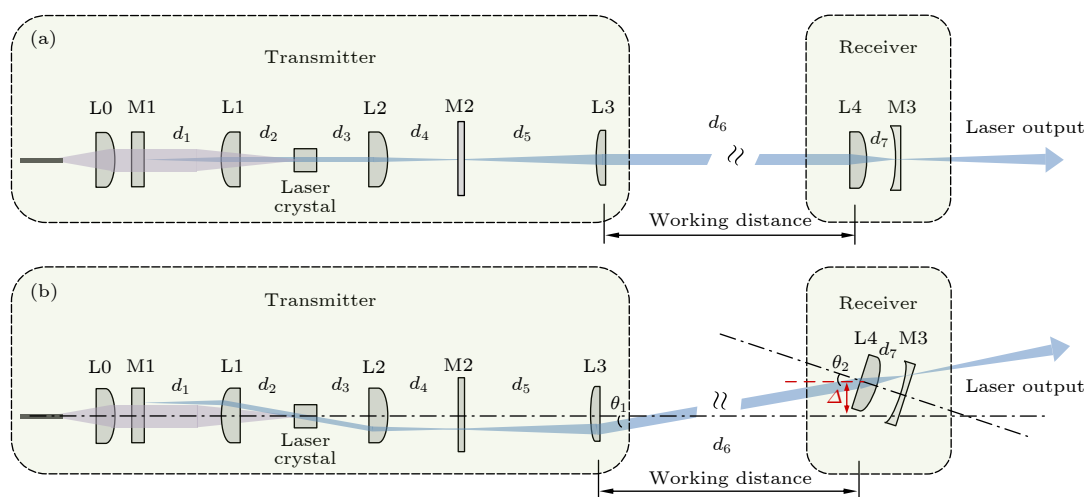 (a)
Transmitter
Receiver
L0 M1 L1 L2 M2 L3 L4 M3
d1 d2 d3 d4 d5 d6 d7
Laser
crystal
Laser output
Working distance
(b)
Transmitter
Receiver
L0 M1 L1 L2 M2 L3 L4 M3
d1 d2 d3 d4 d5 d6 d7
θ1 θ2 Δ
Laser
crystal
Laser output
Working distance